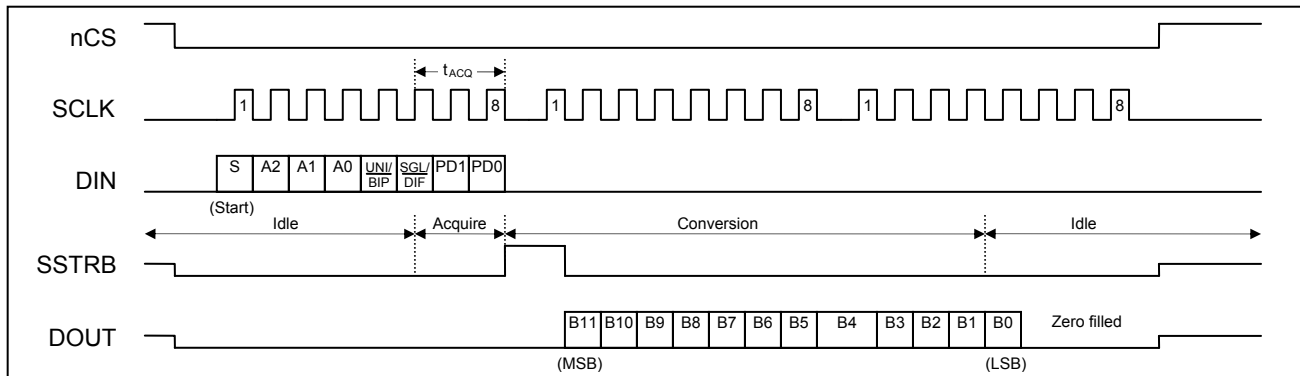 nCS
tACQ
SCLK 1 8 1 8 1 8
DIN S A2 A1 A0 UNI/BIP SGL/DIF PD1 PD0
(Start)
Idle Acquire Conversion Idle
SSTRB
DOUT B11 B10 B9 B8 B7 B6 B5 B4 B3 B2 B1 B0 Zero filled
(MSB) (LSB)